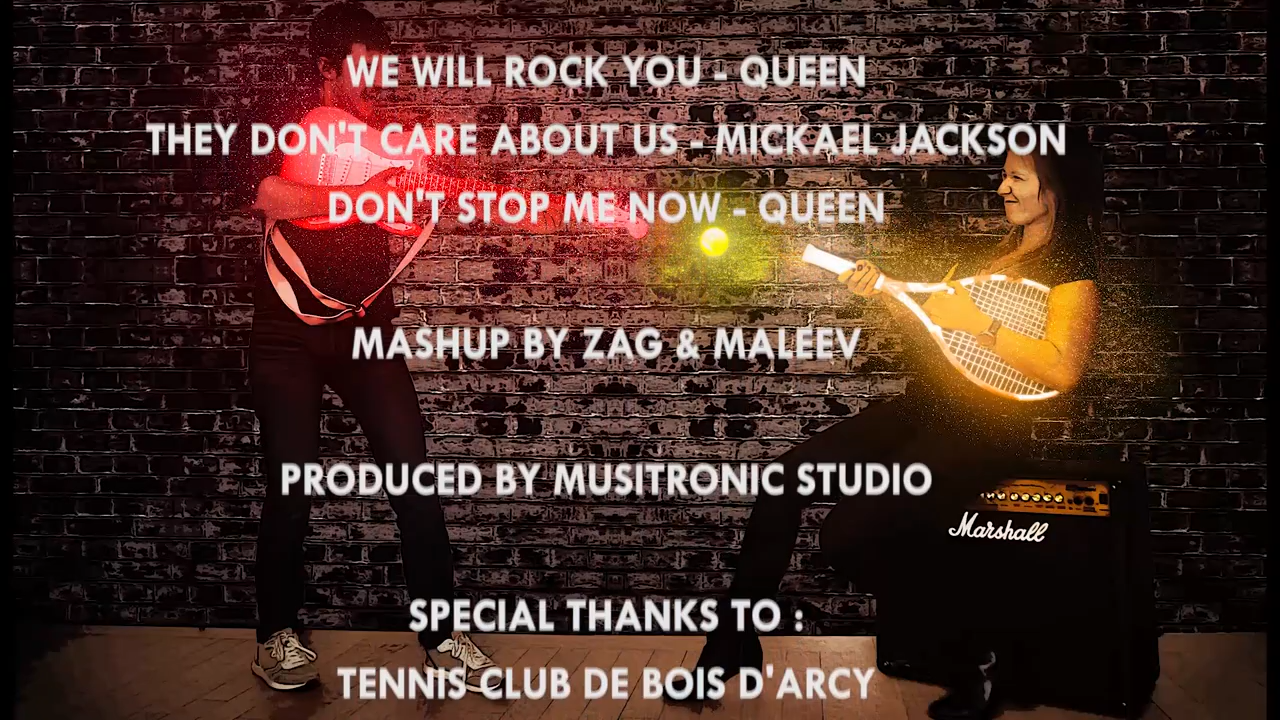 WE WILL ROCK YOU - QUEEN
THEY DON'T CARE ABOUT US - MICKAEL JACKSON
DON'T STOP ME NOW - QUEEN
MASHUP BY ZAG & MALEEV
PRODUCED BY MUSITRONIC STUDIO
Marshall
SPECIAL THANKS TO :
TENNIS CLUB DE BOIS D'ARCY